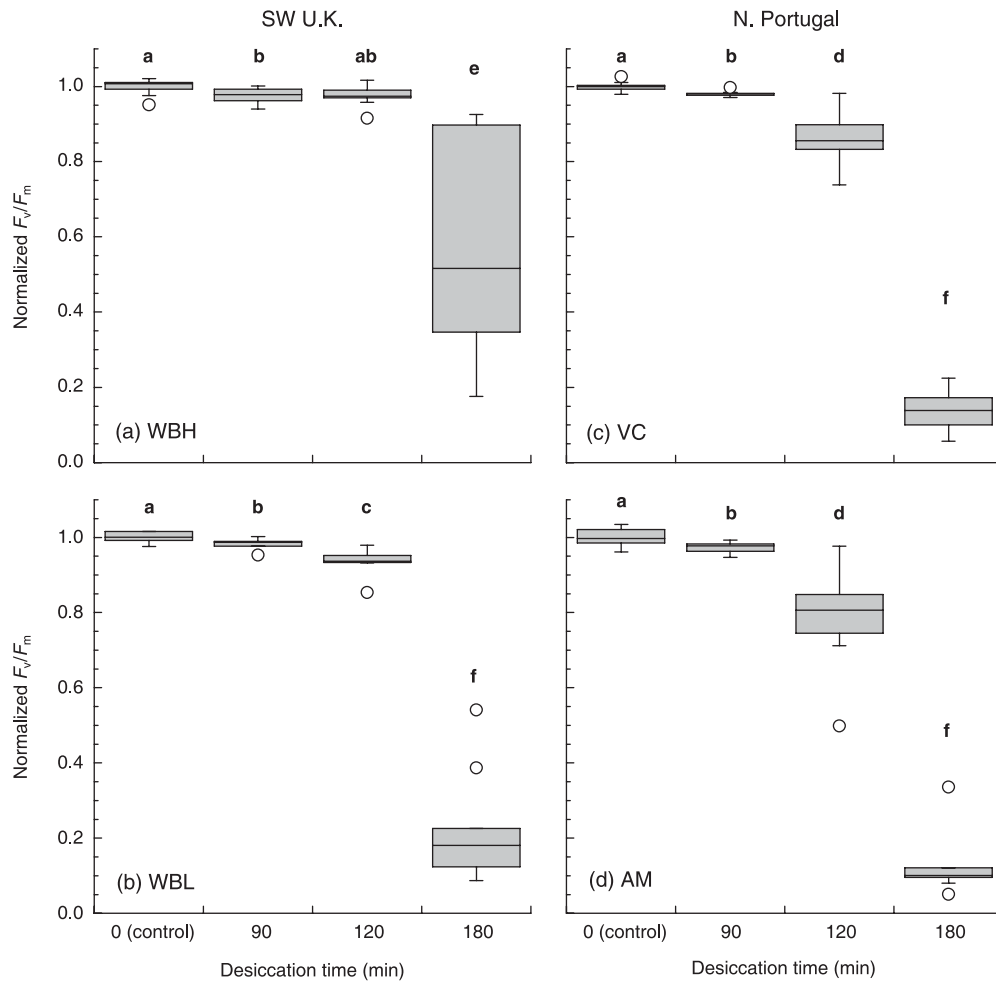 SW U.K.
N. Portugal
a b ab e
a b d f
1.0
0.8
0.6
0.4
0.2
0.0
Normalized Fv/Fm
(a) WBH
(c) VC
a b c f
a b d f
1.0
0.8
0.6
0.4
0.2
0.0
Normalized Fv/Fm
(b) WBL
(d) AM
0 (control) 90 120 180
0 (control) 90 120 180
Desiccation time (min)
Desiccation time (min)